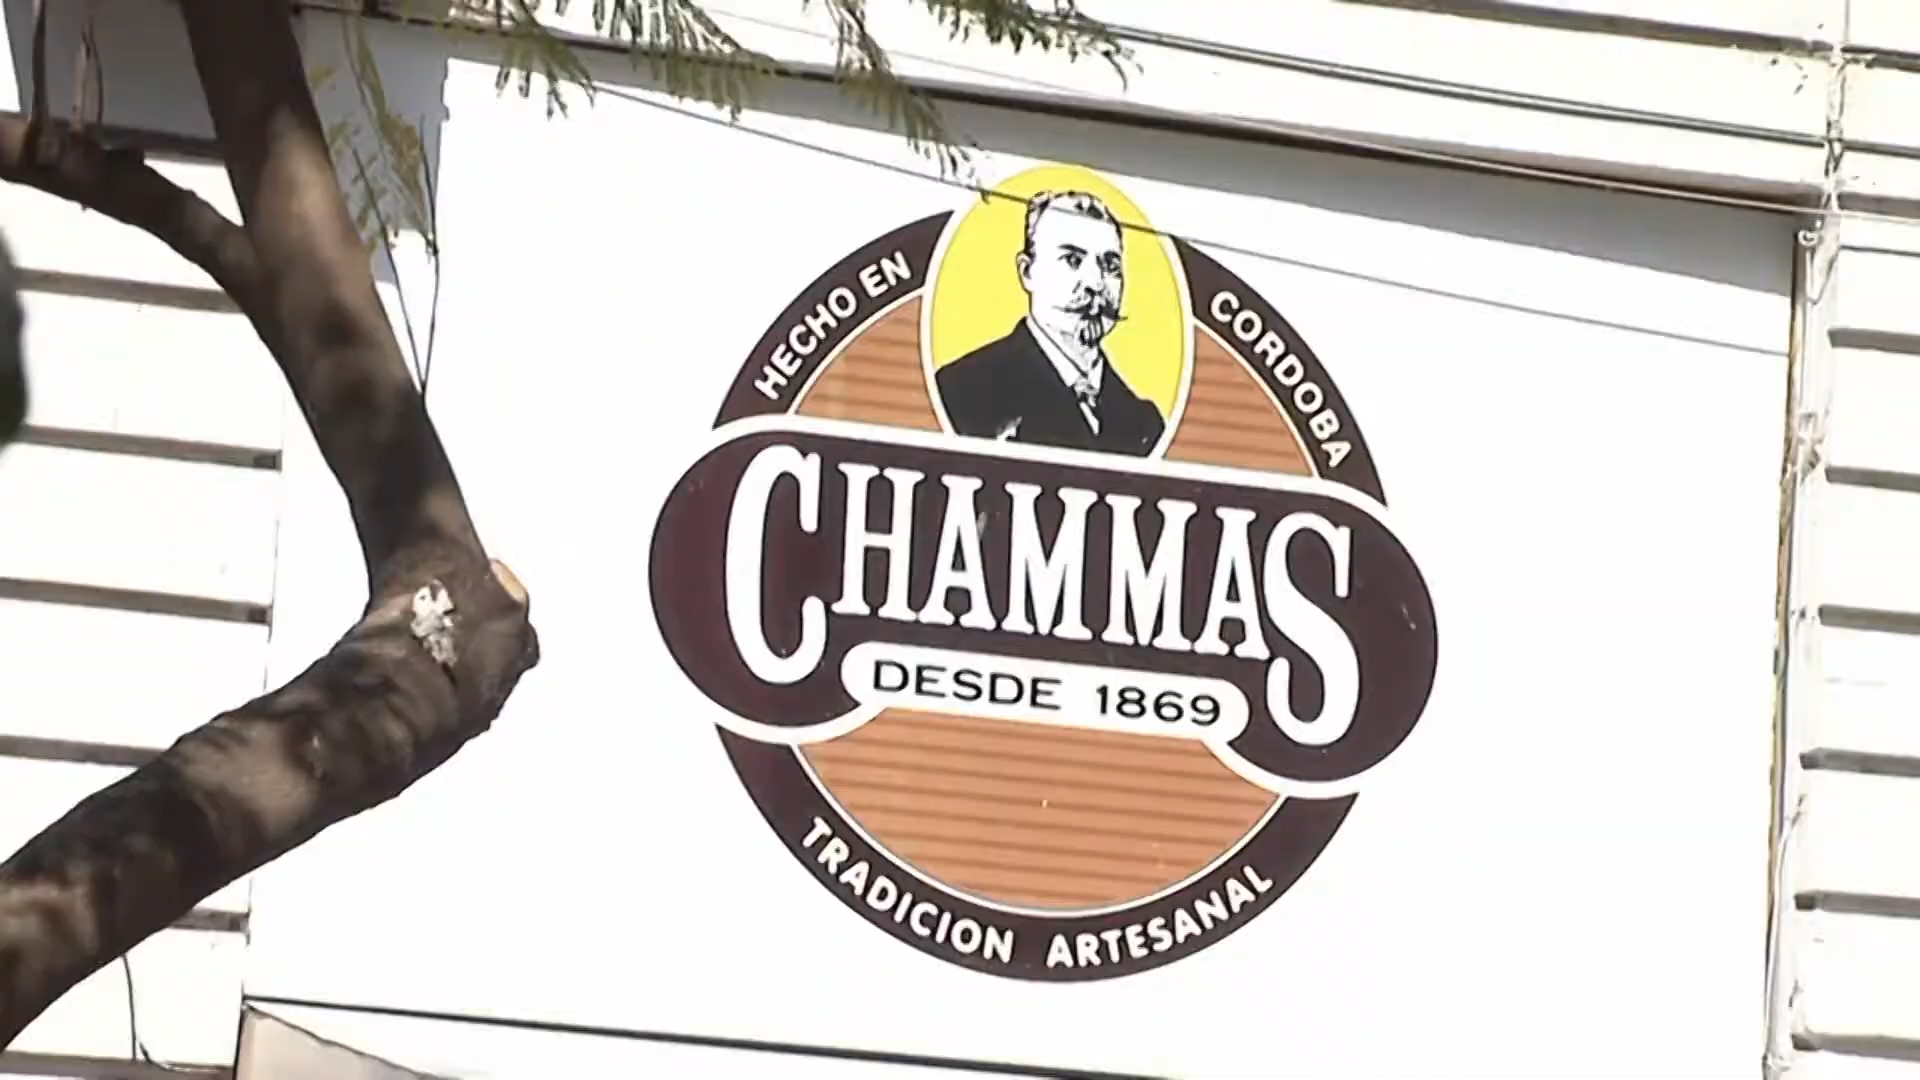 HECHO EN CORDOBA
CHAMMAS
DESDE 1869
TRADICION ARTESANAL